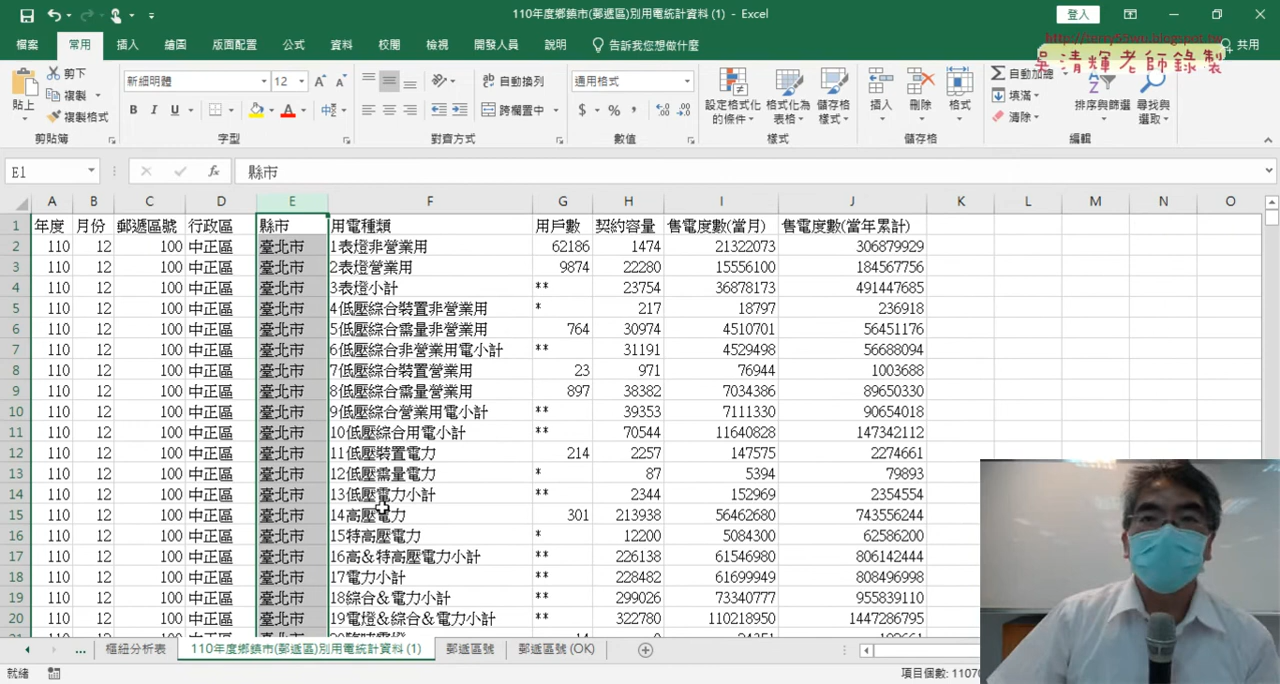 110年度鄉鎮市(郵遞區)別用電統計資料 (1) - Excel
登入
檔案 常用 插入 繪圖 版面配置 公式 資料 校閱 檢視 開發人員 說明 告訴我您想做什麼 共用
http://terry55wu.blogspot.tw
吳清輝老師錄製
貼上 剪下 複製 複製格式 剪貼簿
新細明體 12 B I U A 中 字型
自動換列 跨欄置中 對齊方式
通用格式 $ % , 數值
設定格式化的條件 格式化為表格 儲存格樣式 樣式
插入 刪除 格式 儲存格
自動加總 填滿 清除 排序與篩選 尋找與選取 編輯
E1 fx 縣市
A B C D E F G H I J K L M N O
1 年度 月份 郵遞區號 行政區 縣市 用電種類 用戶數 契約容量 售電度數(當月) 售電度數(當年累計)
2 110 12 100 中正區 臺北市 1表燈非營業用 62186 1474 21322073 306879929
3 110 12 100 中正區 臺北市 2表燈營業用 9874 22280 15556100 184567756
4 110 12 100 中正區 臺北市 3表燈小計 ** 23754 36878173 491447685
5 110 12 100 中正區 臺北市 4低壓綜合裝置非營業用 * 217 18797 236918
6 110 12 100 中正區 臺北市 5低壓綜合需量非營業用 764 30974 4510701 56451176
7 110 12 100 中正區 臺北市 6低壓綜合非營業用電小計 ** 31191 4529498 56688094
8 110 12 100 中正區 臺北市 7低壓綜合裝置營業用 23 971 76944 1003688
9 110 12 100 中正區 臺北市 8低壓綜合需量營業用 897 38382 7034386 89650330
10 110 12 100 中正區 臺北市 9低壓綜合營業用電小計 ** 39353 7111330 90654018
11 110 12 100 中正區 臺北市 10低壓綜合用電小計 ** 70544 11640828 147342112
12 110 12 100 中正區 臺北市 11低壓裝置電力 214 2257 147575 2274661
13 110 12 100 中正區 臺北市 12低壓需量電力 * 87 5394 79893
14 110 12 100 中正區 臺北市 13低壓電力小計 ** 2344 152969 2354554
15 110 12 100 中正區 臺北市 14高壓電力 301 213938 56462680 743556244
16 110 12 100 中正區 臺北市 15特高壓電力 * 12200 5084300 62586200
17 110 12 100 中正區 臺北市 16高&特高壓電力小計 ** 226138 61546980 806142444
18 110 12 100 中正區 臺北市 17電力小計 ** 228482 61699949 808496998
19 110 12 100 中正區 臺北市 18綜合&電力小計 ** 299026 73340777 955839110
20 110 12 100 中正區 臺北市 19電燈&綜合&電力小計 ** 322780 110218950 1447286795
... 樞紐分析表 110年度鄉鎮市(郵遞區)別用電統計資料 (1) 郵遞區號 郵遞區號 (OK)
就緒 項目個數: 11070